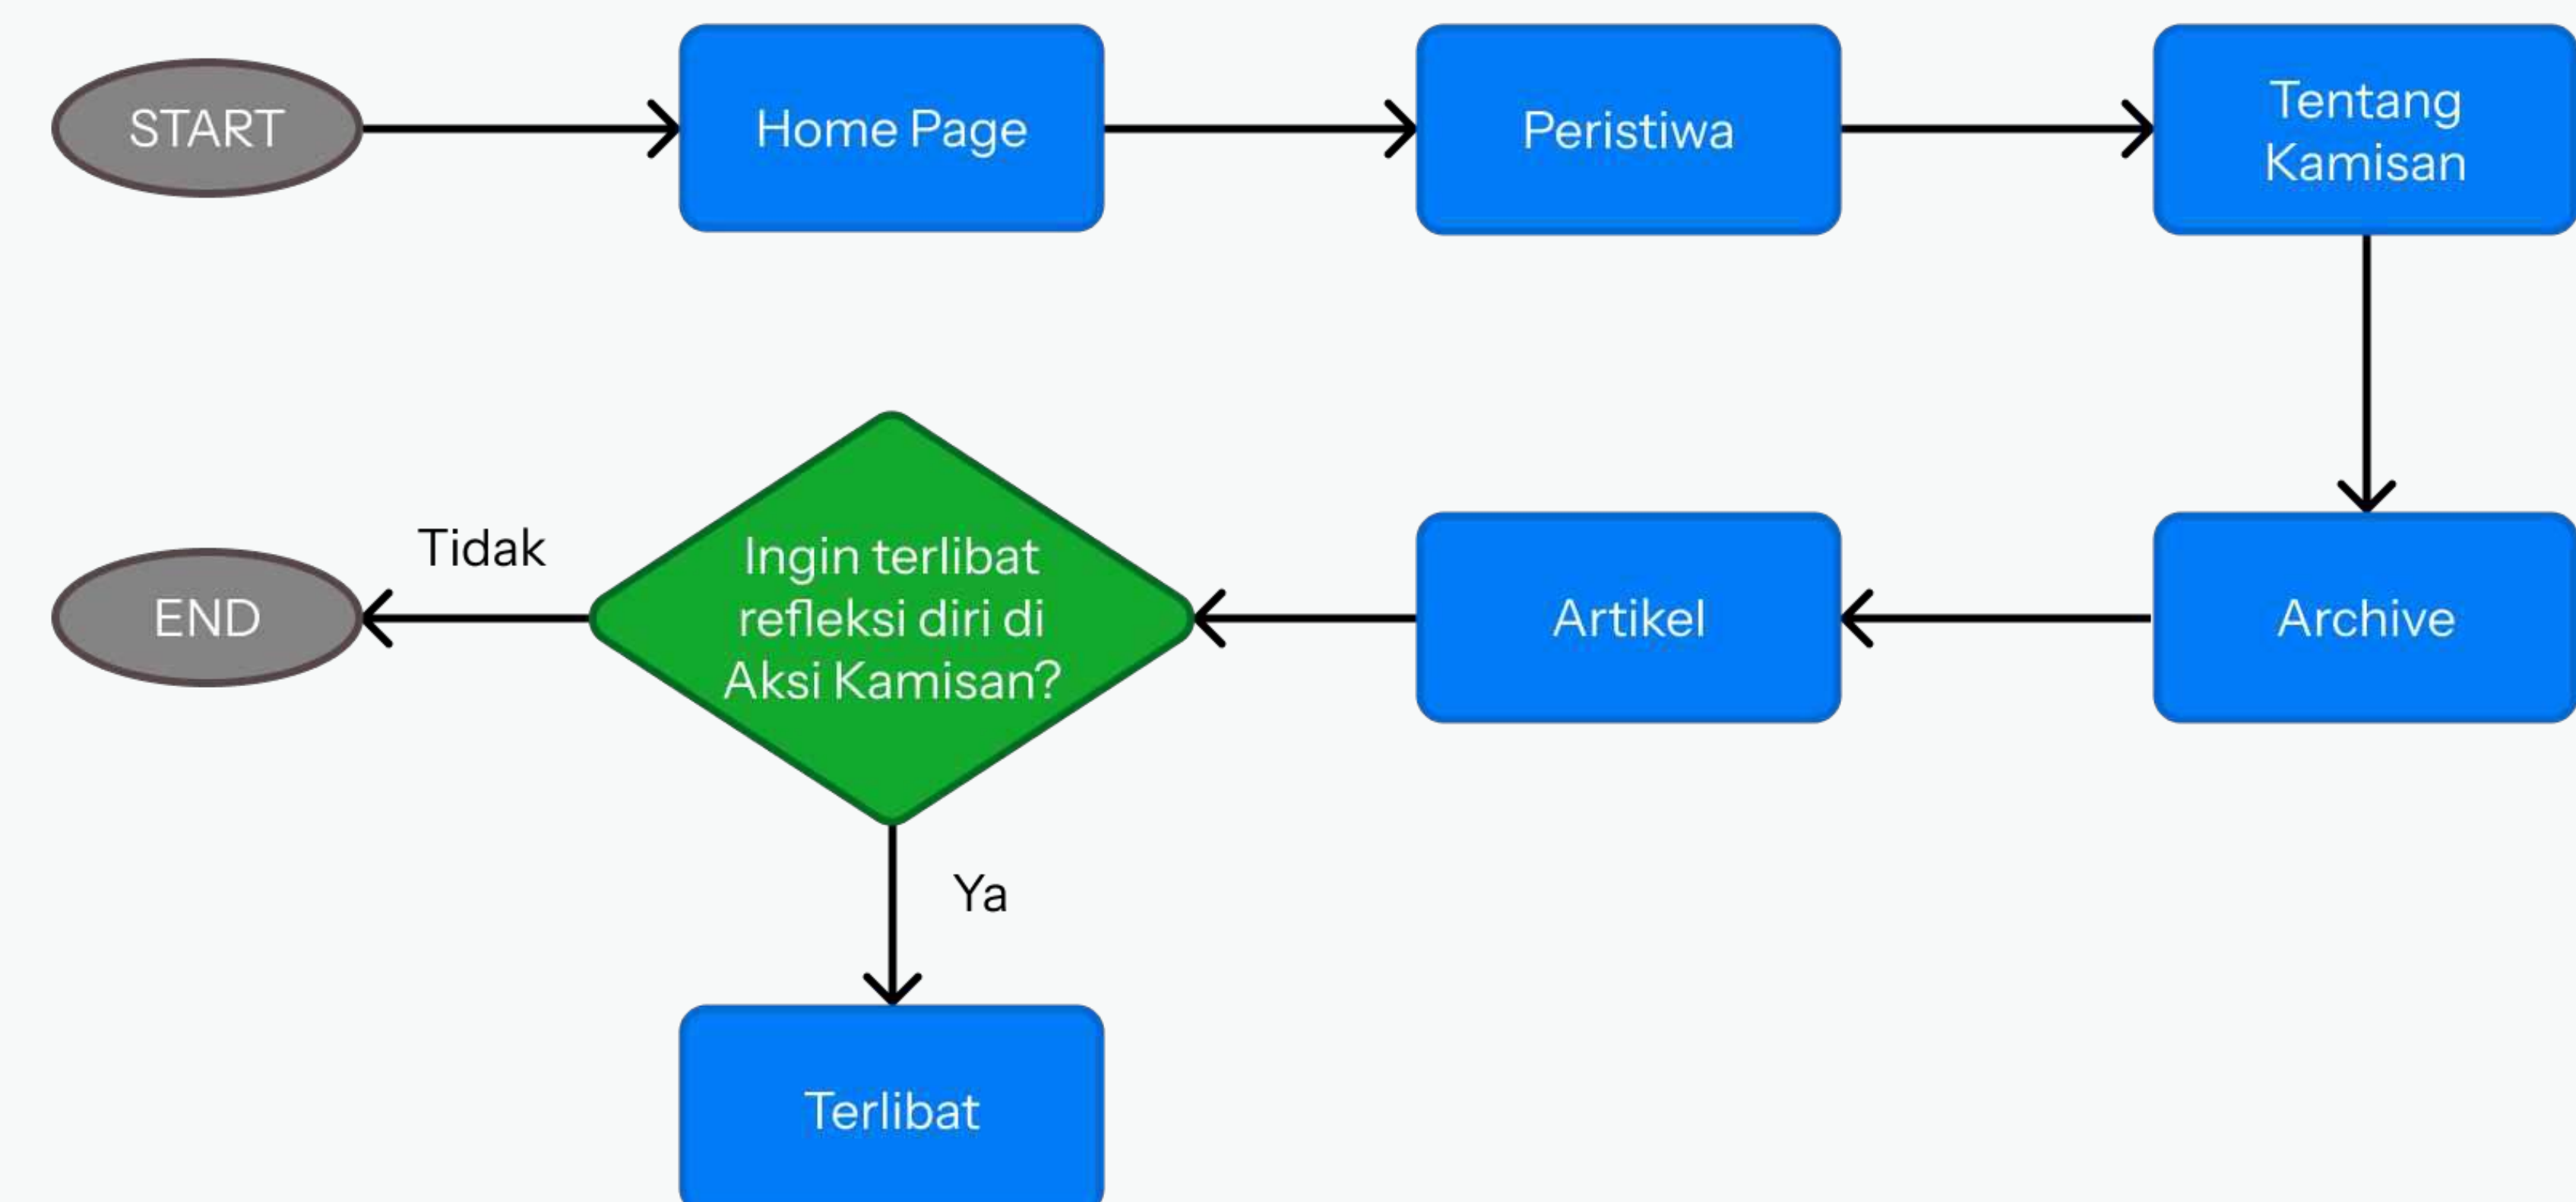 START
Home Page
Peristiwa
Tentang
Kamisan
END
Tidak
Ingin terlibat
refleksi diri di
Aksi Kamisan?
Artikel
Archive
Ya
Terlibat